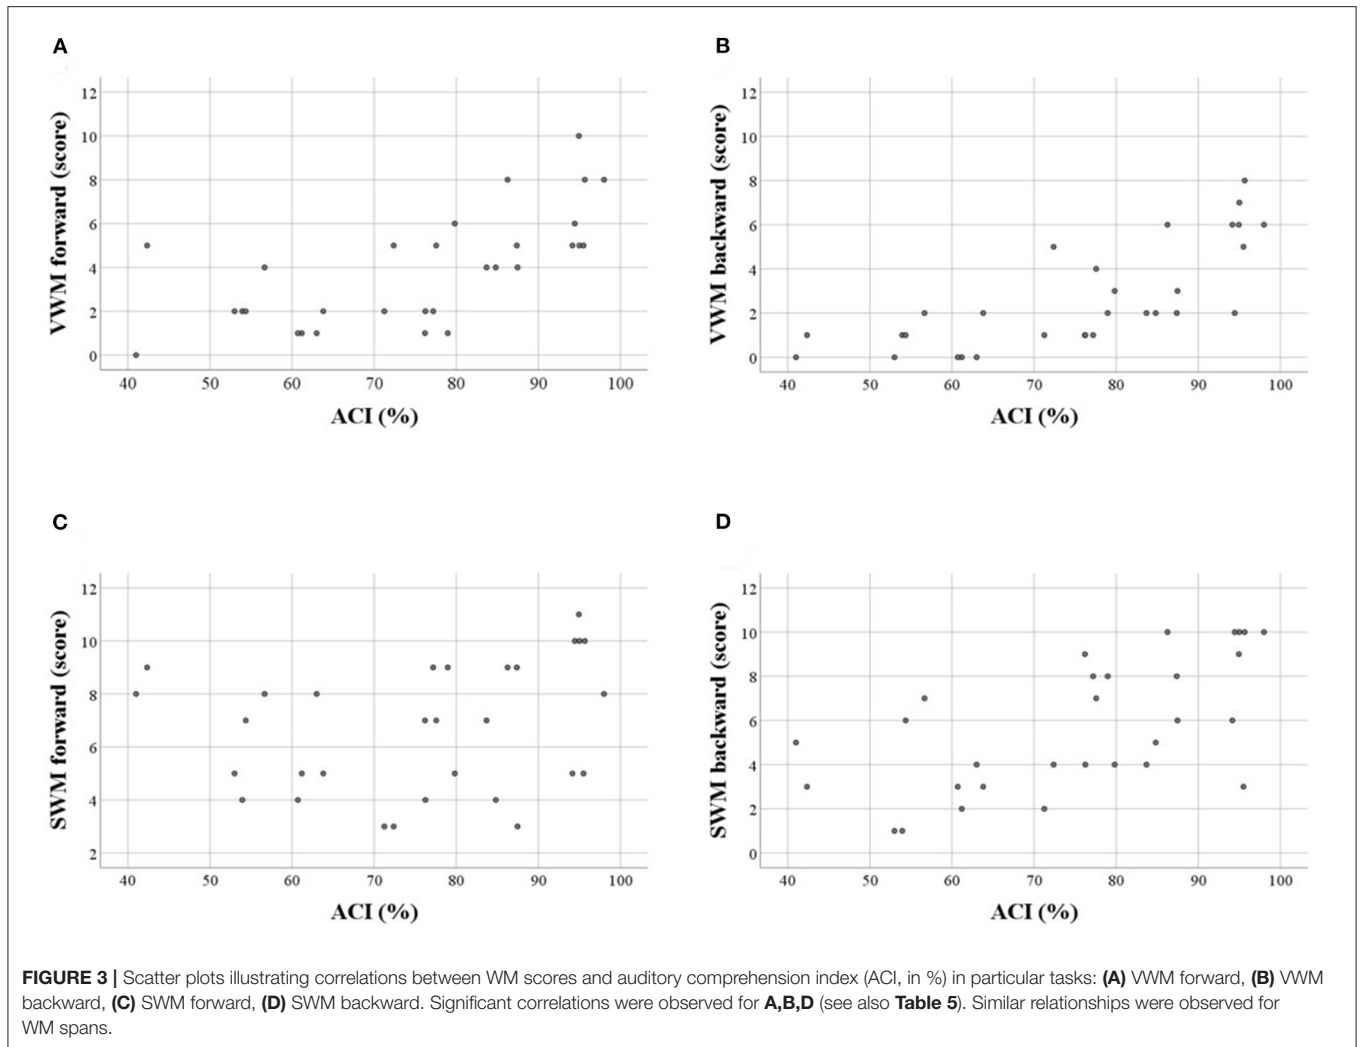 A
VWM forward (score)
12
10
8
6
4
2
0
40 50 60 70 80 90 100
ACI (%)
B
VWM backward (score)
12
10
8
6
4
2
0
40 50 60 70 80 90 100
ACI (%)
C
SWM forward (score)
12
10
8
6
4
2
40 50 60 70 80 90 100
ACI (%)
D
SWM backward (score)
12
10
8
6
4
2
0
40 50 60 70 80 90 100
ACI (%)
FIGURE 3 | Scatter plots illustrating correlations between WM scores and auditory comprehension index (ACI, in %) in particular tasks: (A) VWM forward, (B) VWM
backward, (C) SWM forward, (D) SWM backward. Significant correlations were observed for A,B,D (see also Table 5). Similar relationships were observed for
WM spans.